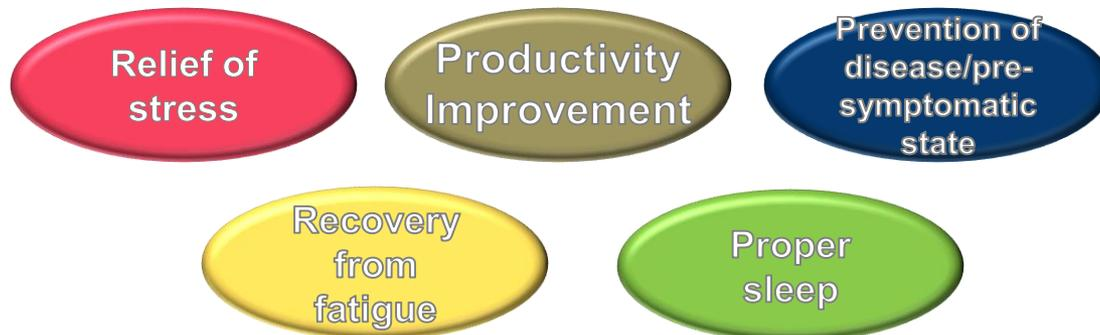 Relief of
stress
Productivity
Improvement
Prevention of
disease/pre-
symptomatic
state
Recovery
from
fatigue
Proper
sleep